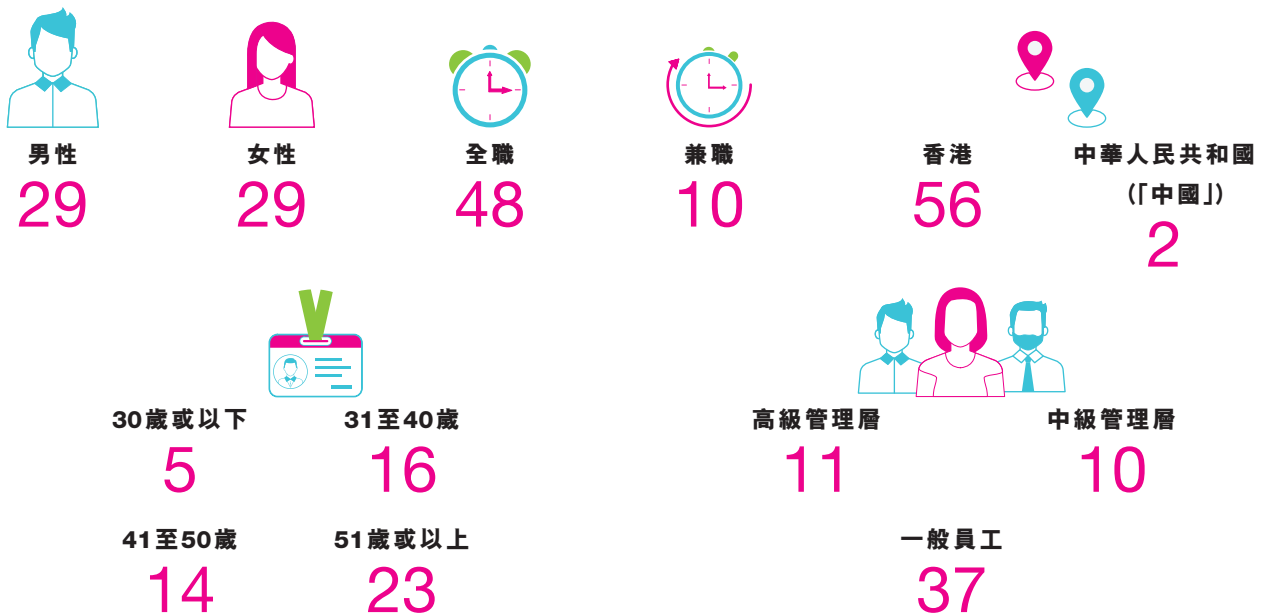 男性
29
女性
29
全職
48
兼職
10
香港
56
中華人民共和國
(「中國」)
2
30歲或以下
5
31至40歲
16
41至50歲
14
51歲或以上
23
高級管理層
11
中級管理層
10
一般員工
37